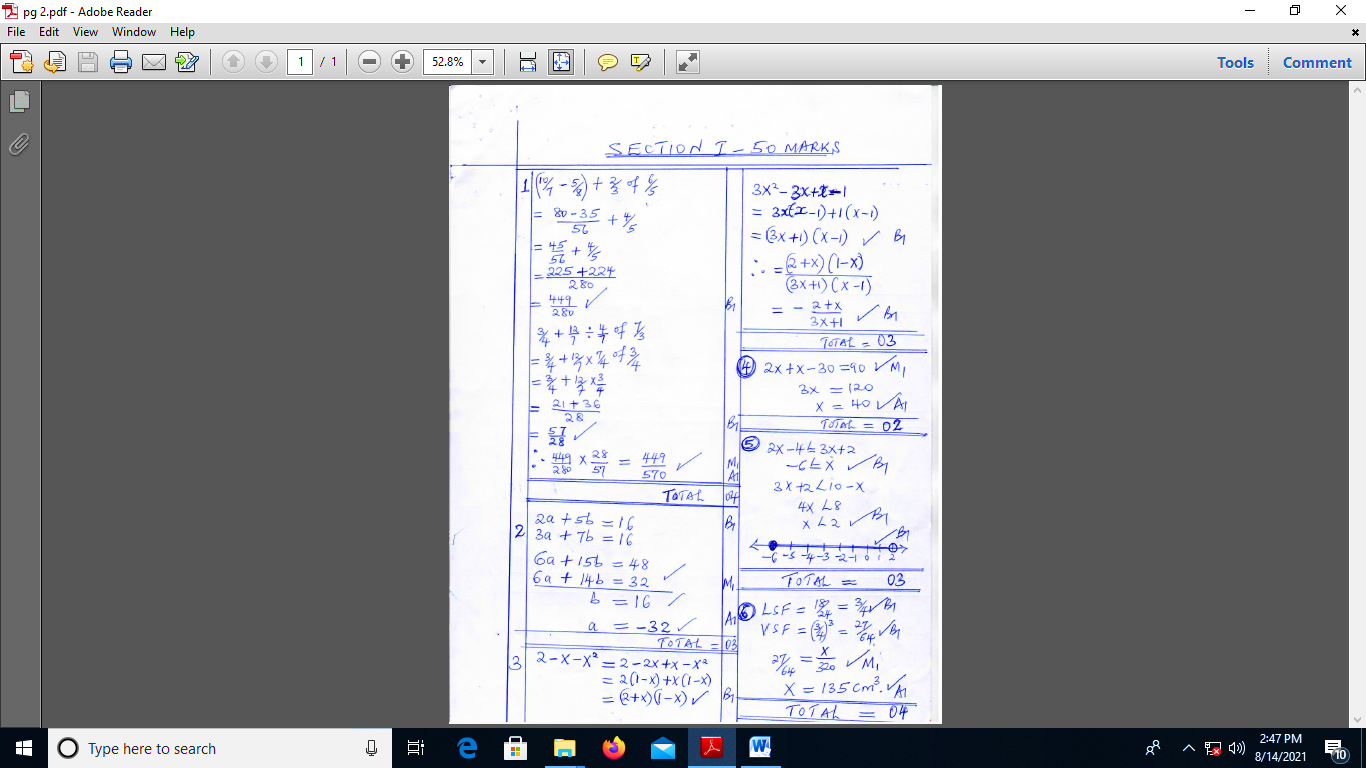 pg 2.pdf - Adobe Reader
File Edit View Window Help
1 / 1 52.8% Tools Comment
SECTION I - 50 MARKS
1 (10/7 - 5/8) + 2/3 of 6/5
= 80-35/56 + 4/5
= 45/56 + 4/5
= 225+224/280
= 449/280 ✓ B1
3/4 + 12/7 ÷ 4/7 of 7/3
= 3/4 + 12/7 x 7/4 of 3/4
= 3/4 + 12/7 x 3/4
= 21+36/28
= 57/28 ✓ B1
∴ 449/280 x 28/57 = 449/570 ✓ M1 A1
TOTAL 04
2 2a + 5b = 16 B1
3a + 7b = 16
6a + 15b = 48
6a + 14b = 32 ✓ M1
b = 16 ✓
a = -32 ✓ A1
TOTAL = 03
3 2-x-x² = 2-2x+x-x²
= 2(1-x)+x(1-x)
= (2+x)(1-x) ✓ B1
3x²-3x+x-1
= 3x(x-1)+1(x-1)
= (3x+1)(x-1) ✓ B1
∴ = (2+x)(1-x)/(3x+1)(x-1)
= - 2+x/3x+1 ✓ B1
TOTAL = 03
4 2x+x-30=90 ✓ M1
3x = 120
x = 40 ✓ A1
TOTAL = 02
5 2x-4≤3x+2
-6≤x ✓ B1
3x+2<10-x
4x<8
x<2 ✓ B1
✓ B1
-6 -5 -4 -3 -2 -1 0 1 2
TOTAL = 03
6 LSF = 18/24 = 3/4 ✓ B1
VSF = (3/4)³ = 27/64 ✓ B1
27/64 = x/320 ✓ M1
X = 135cm³. ✓ A1
TOTAL = 04
Type here to search
2:47 PM
8/14/2021
10